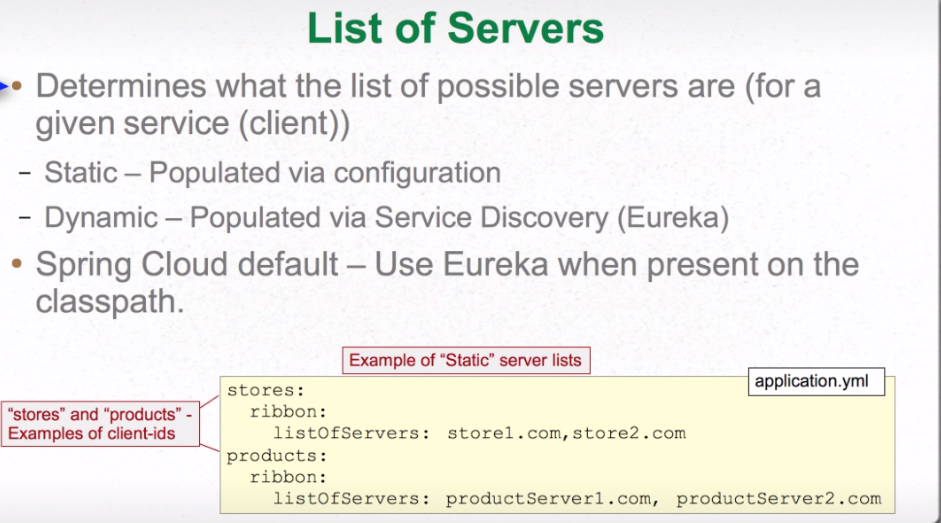 List of Servers
• Determines what the list of possible servers are (for a
given service (client))
– Static – Populated via configuration
– Dynamic – Populated via Service Discovery (Eureka)
• Spring Cloud default – Use Eureka when present on the
classpath.
Example of “Static” server lists
application.yml
“stores” and “products” -
Examples of client-ids
stores:
  ribbon:
    listOfServers: store1.com,store2.com
products:
  ribbon:
    listOfServers: productServer1.com, productServer2.com